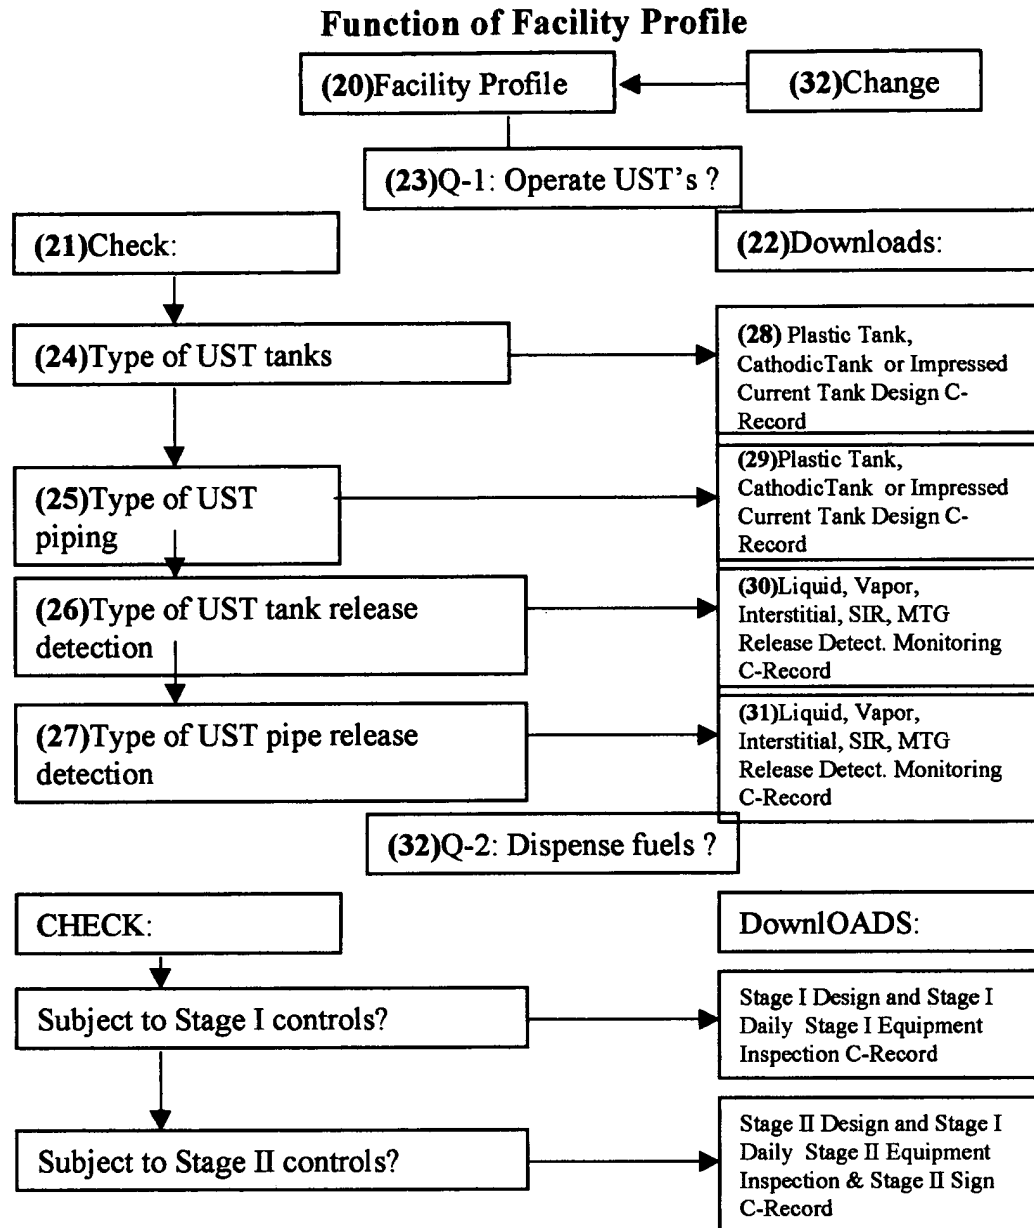 Function of Facility Profile
(20)Facility Profile
(32)Change
(23)Q-1: Operate UST's ?
(21)Check:
(22)Downloads:
(24)Type of UST tanks
(28) Plastic Tank,
CathodicTank or Impressed
Current Tank Design C-
Record
(25)Type of UST
piping
(29)Plastic Tank,
CathodicTank or Impressed
Current Tank Design C-
Record
(26)Type of UST tank release
detection
(30)Liquid, Vapor,
Interstitial, SIR, MTG
Release Detect. Monitoring
C-Record
(27)Type of UST pipe release
detection
(31)Liquid, Vapor,
Interstitial, SIR, MTG
Release Detect. Monitoring
C-Record
(32)Q-2: Dispense fuels ?
CHECK:
DownlOADS:
Subject to Stage I controls?
Stage I Design and Stage I
Daily Stage I Equipment
Inspection C-Record
Subject to Stage II controls?
Stage II Design and Stage I
Daily Stage II Equipment
Inspection & Stage II Sign
C-Record